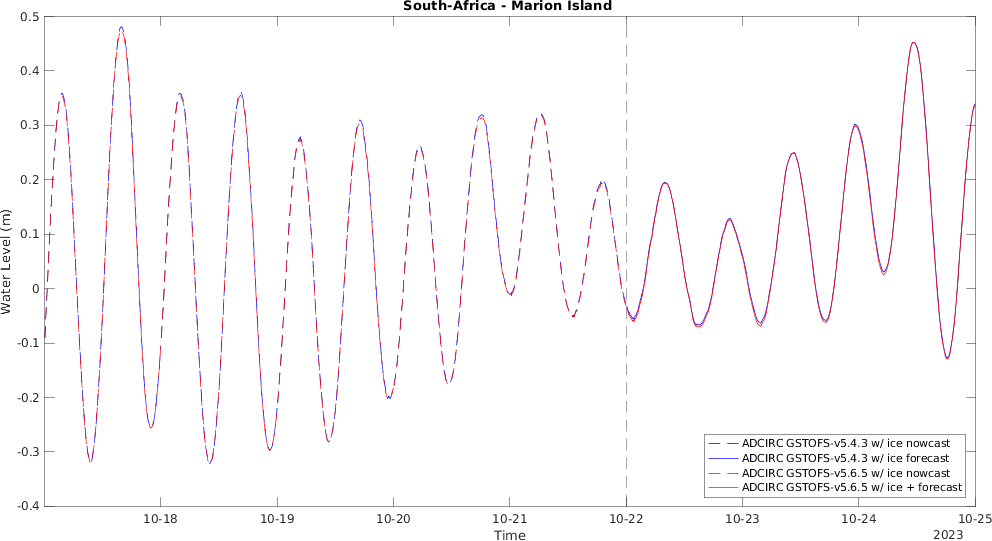 South-Africa - Marion Island
0.5
0.4
0.3
0.2
0.1
0
-0.1
-0.2
-0.3
-0.4
Water Level (m)
ADCIRC GSTOFS-v5.4.3 w/ ice nowcast
ADCIRC GSTOFS-v5.4.3 w/ ice forecast
ADCIRC GSTOFS-v5.6.5 w/ ice nowcast
ADCIRC GSTOFS-v5.6.5 w/ ice + forecast
10-18 10-19 10-20 10-21 10-22 10-23 10-24 10-25
Time
2023